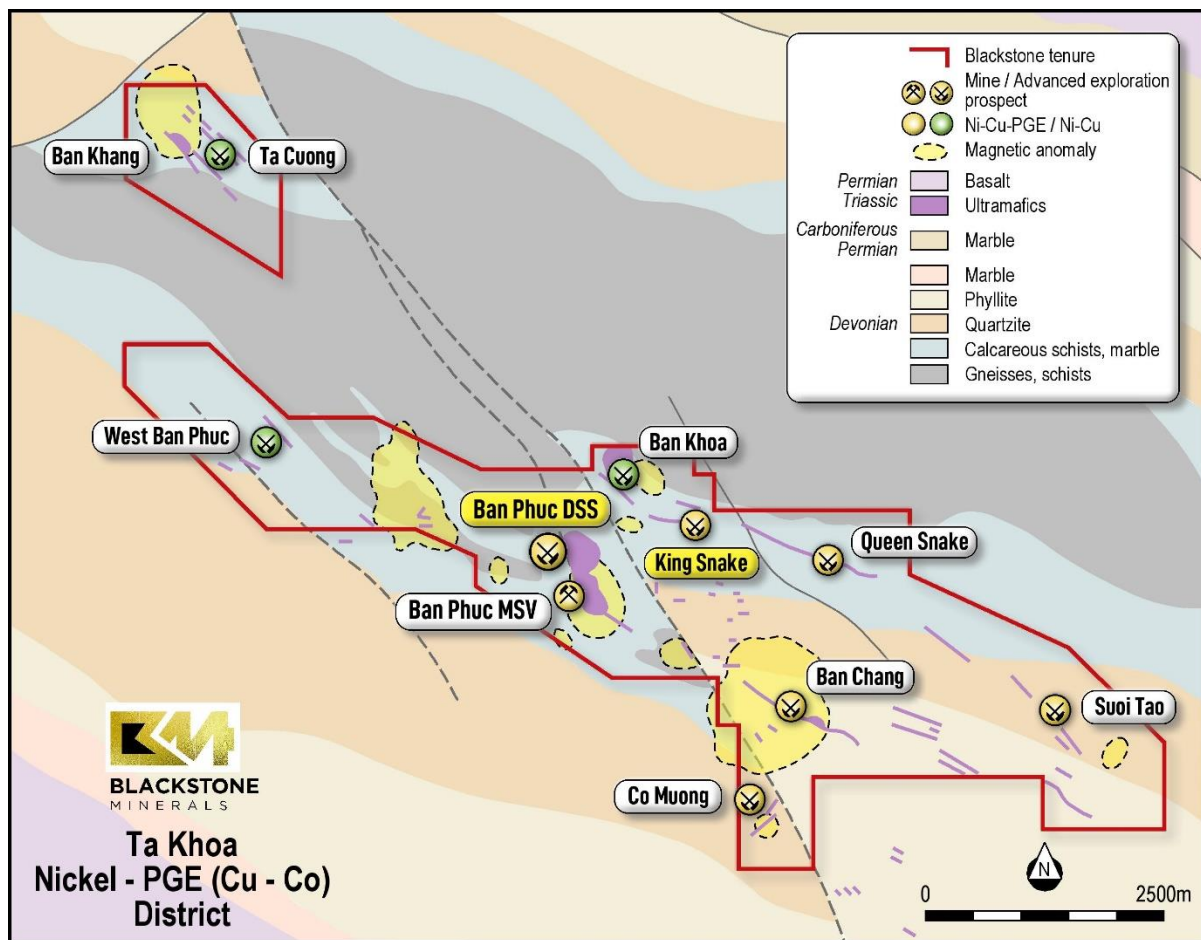 Blackstone tenure
Mine / Advanced exploration
prospect
Ni-Cu-PGE / Ni-Cu
Magnetic anomaly
Permian
Triassic
Basalt
Ultramafics
Carboniferous
Permian
Marble
Marble
Phyllite
Devonian
Quartzite
Calcareous schists, marble
Gneisses, schists
Ban Khang
Ta Cuong
West Ban Phuc
Ban Khoa
Ban Phuc DSS
King Snake
Queen Snake
Ban Phuc MSV
Ban Chang
Suoi Tao
Co Muong
BM
BLACKSTONE
MINERALS
Ta Khoa
Nickel - PGE (Cu - Co)
District
N
0
2500m